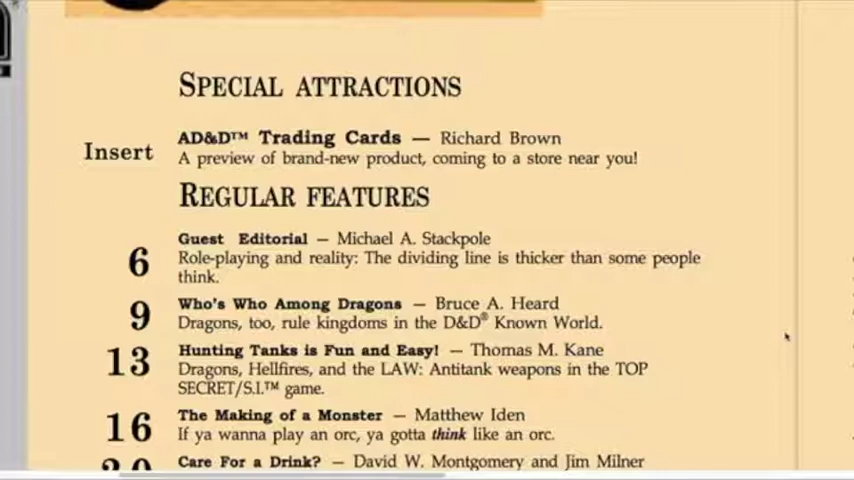 SPECIAL ATTRACTIONS
Insert
AD&D™ Trading Cards — Richard Brown
A preview of brand-new product, coming to a store near you!
REGULAR FEATURES
6
Guest Editorial — Michael A. Stackpole
Role-playing and reality: The dividing line is thicker than some people
think.
9
Who's Who Among Dragons — Bruce A. Heard
Dragons, too, rule kingdoms in the D&D® Known World.
13
Hunting Tanks is Fun and Easy! — Thomas M. Kane
Dragons, Hellfires, and the LAW: Antitank weapons in the TOP
SECRET/S.I.™ game.
16
The Making of a Monster — Matthew Iden
If ya wanna play an orc, ya gotta think like an orc.
Care For a Drink? — David W. Montgomery and Jim Milner